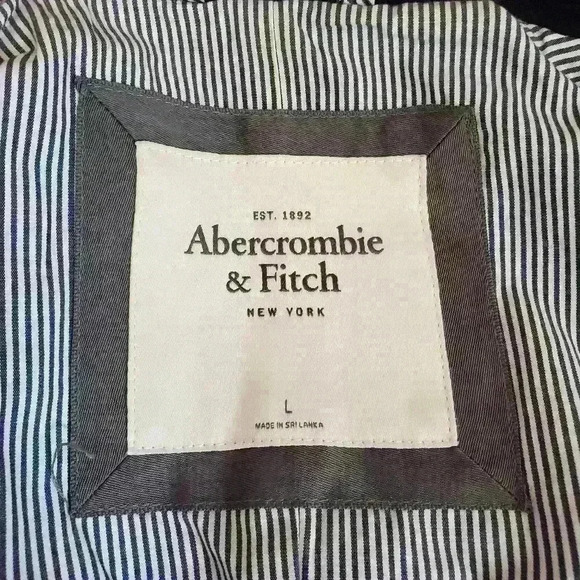 EST. 1892
Abercrombie
& Fitch
NEW YORK
L
MADE IN SRI LANKA